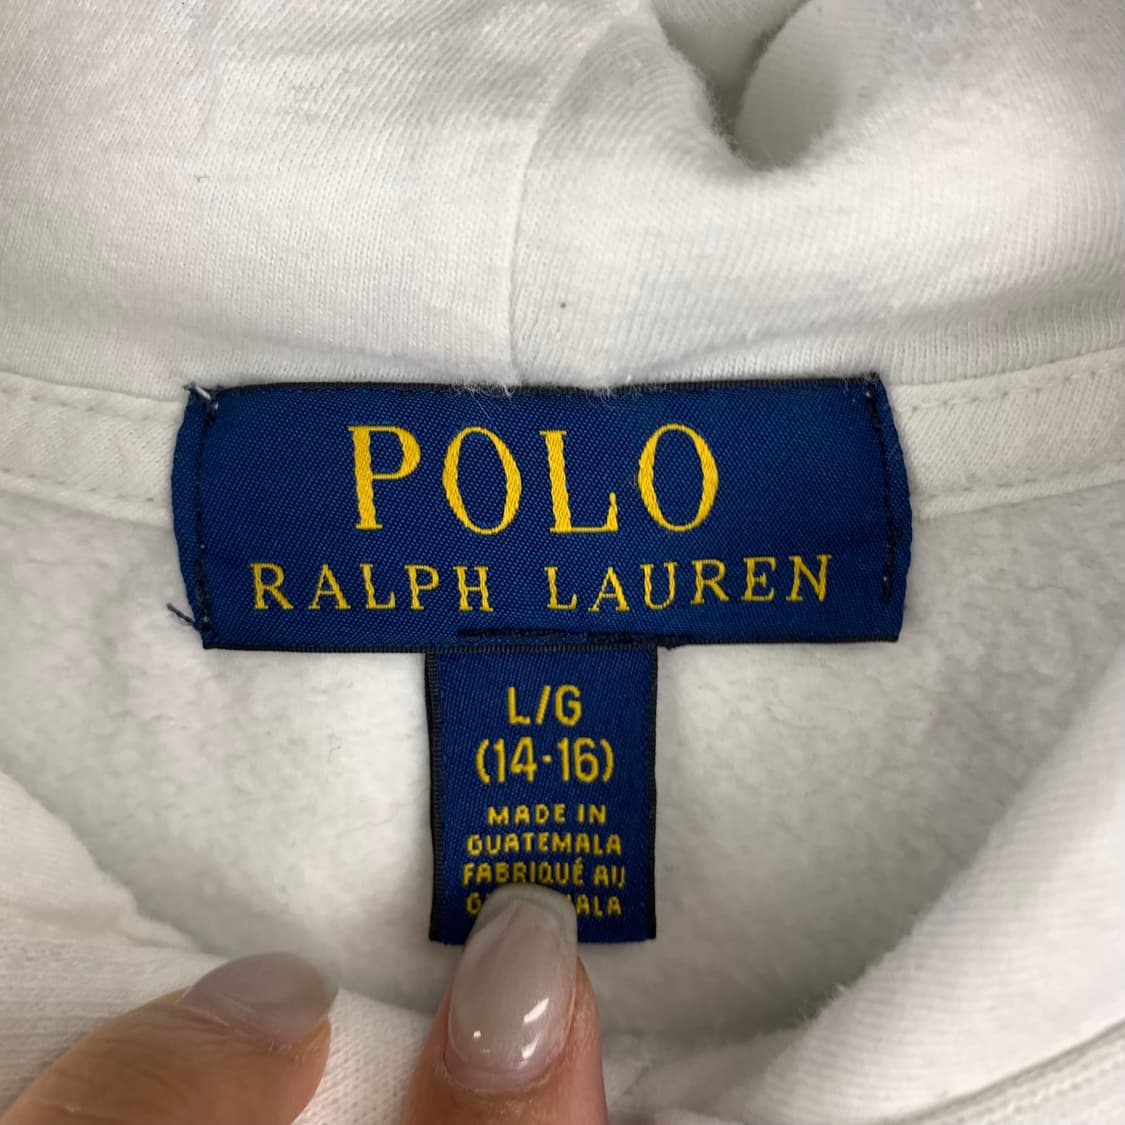 POLO
RALPH LAUREN
L/G
(14-16)
MADE IN
GUATEMALA
FABRIQUÉ AU